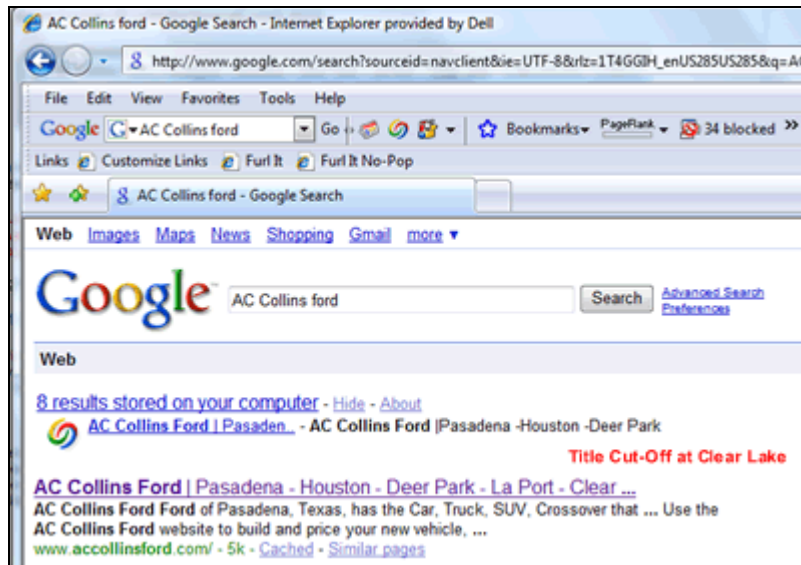 AC Collins ford - Google Search - Internet Explorer provided by Dell
http://www.google.com/search?sourceid=navclient&ie=UTF-8&rlz=1T4GGIH_enUS285US285&q=A
File Edit View Favorites Tools Help
Google G AC Collins ford Go Bookmarks PageRank 34 blocked »
Links Customize Links Furl It Furl It No-Pop
AC Collins ford - Google Search
Web Images Maps News Shopping Gmail more ▼
Google™ AC Collins ford Search Advanced Search
Preferences
Web
8 results stored on your computer - Hide - About
AC Collins Ford | Pasaden... - AC Collins Ford |Pasadena -Houston -Deer Park
Title Cut-Off at Clear Lake
AC Collins Ford | Pasadena - Houston - Deer Park - La Port - Clear ...
AC Collins Ford Ford of Pasadena, Texas, has the Car, Truck, SUV, Crossover that ... Use the
AC Collins Ford website to build and price your new vehicle, ...
www.accollinsford.com/ - 5k - Cached - Similar pages